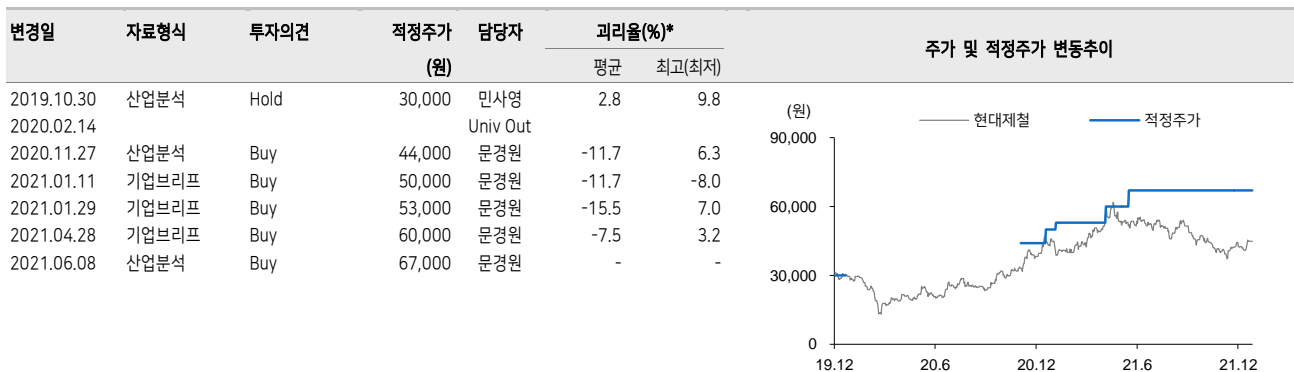 변경일 자료형식 투자의견 적정주가 담당자 괴리율(%)*
(원) 평균 최고(최저)
2019.10.30 산업분석 Hold 30,000 민사영 2.8 9.8
2020.02.14 Univ Out
2020.11.27 산업분석 Buy 44,000 문경원 -11.7 6.3
2021.01.11 기업브리프 Buy 50,000 문경원 -11.7 -8.0
2021.01.29 기업브리프 Buy 53,000 문경원 -15.5 7.0
2021.04.28 기업브리프 Buy 60,000 문경원 -7.5 3.2
2021.06.08 산업분석 Buy 67,000 문경원 - -
주가 및 적정주가 변동추이
(원) 현대제철 적정주가
90,000
60,000
30,000
0
19.12 20.6 20.12 21.6 21.12